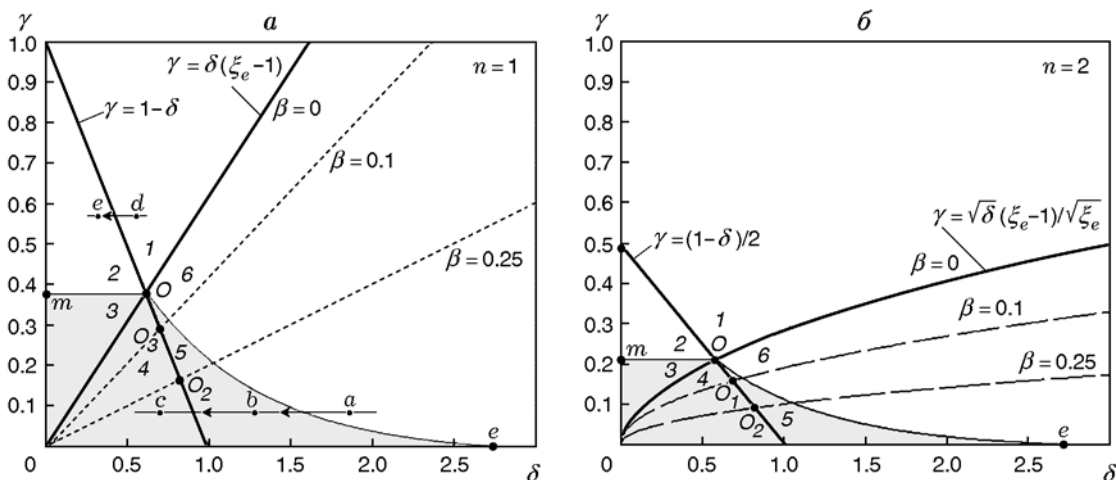 а
γ
1.0
0.9
0.8
0.7
0.6
0.5
0.4
0.3
0.2
0.1
0
0.5
1.0
1.5
2.0
2.5
δ
n = 1
γ = δ(ξₑ − 1)
β = 0
γ = 1 − δ
β = 0.1
β = 0.25
e d
1
2
6
O
m
3
O₃
5
4
O₂
c b a
e
б
γ
1.0
0.9
0.8
0.7
0.6
0.5
0.4
0.3
0.2
0.1
0
0.5
1.0
1.5
2.0
2.5
δ
n = 2
γ = √δ(ξₑ − 1)/√ξₑ
γ = (1 − δ)/2
β = 0
β = 0.1
β = 0.25
1
2 O 6
m
3 4
O₁
O₂ 5
e